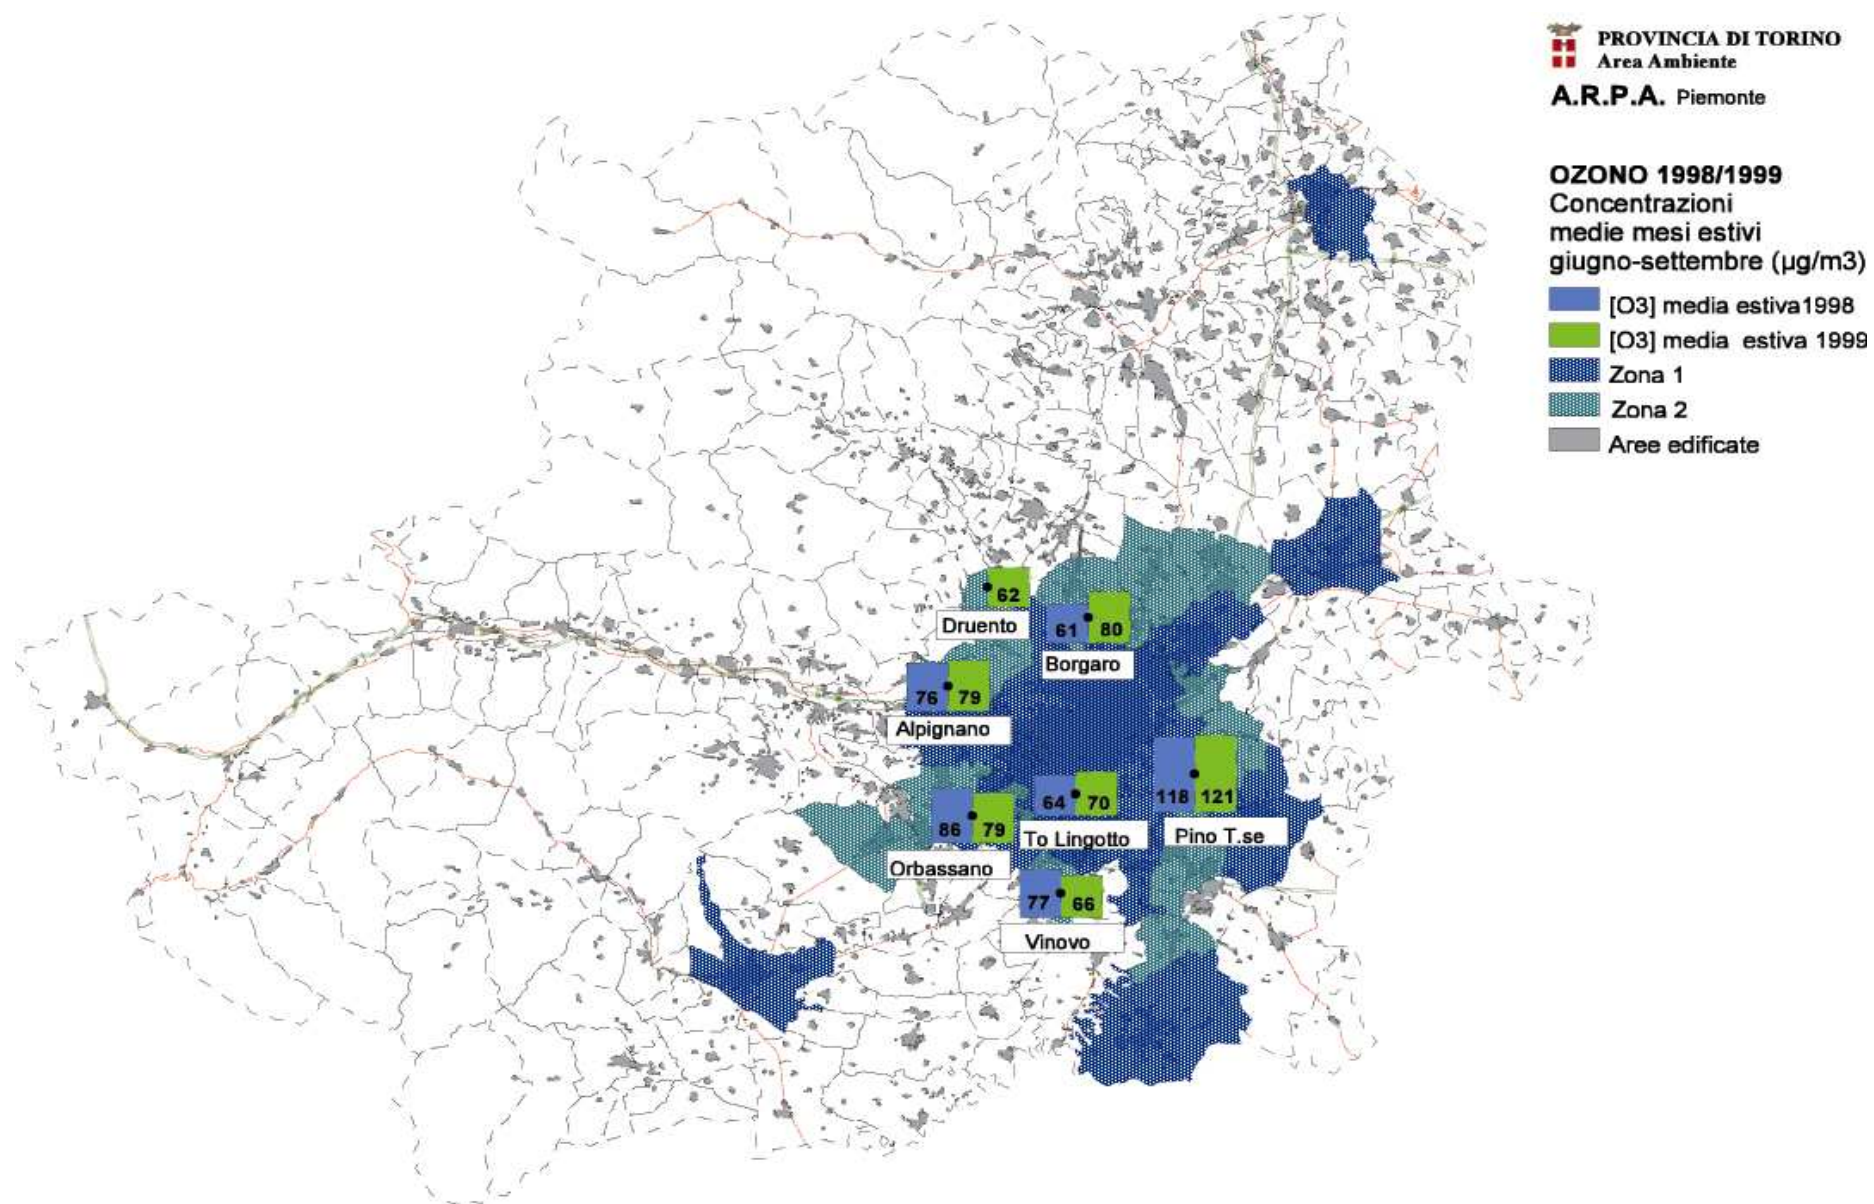 PROVINCIA DI TORINO
Area Ambiente
A.R.P.A. Piemonte
OZONO 1998/1999
Concentrazioni
medie mesi estivi
giugno-settembre (µg/m3)
[O3] media estiva1998
[O3] media estiva 1999
Zona 1
Zona 2
Aree edificate
62
Druento
61 80
Borgaro
76 79
Alpignano
118 121
Pino T.se
64 70
To Lingotto
86 79
Orbassano
77 66
Vinovo